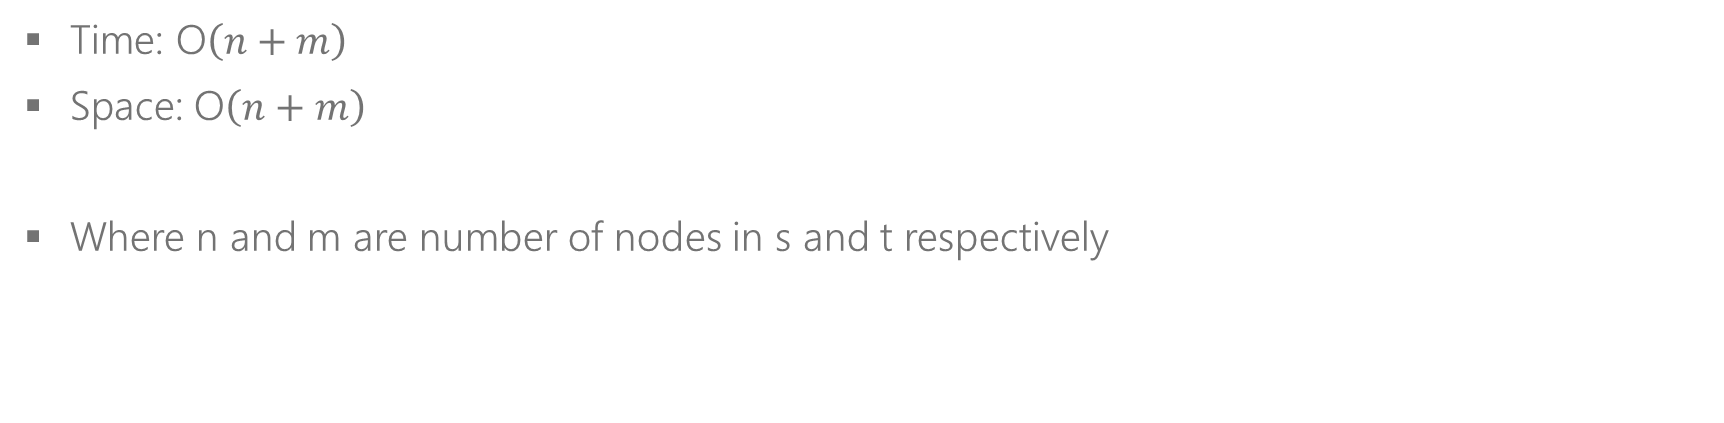 ▪ Time: O(𝑛 + 𝑚)
▪ Space: O(𝑛 + 𝑚)
▪ Where n and m are number of nodes in s and t respectively